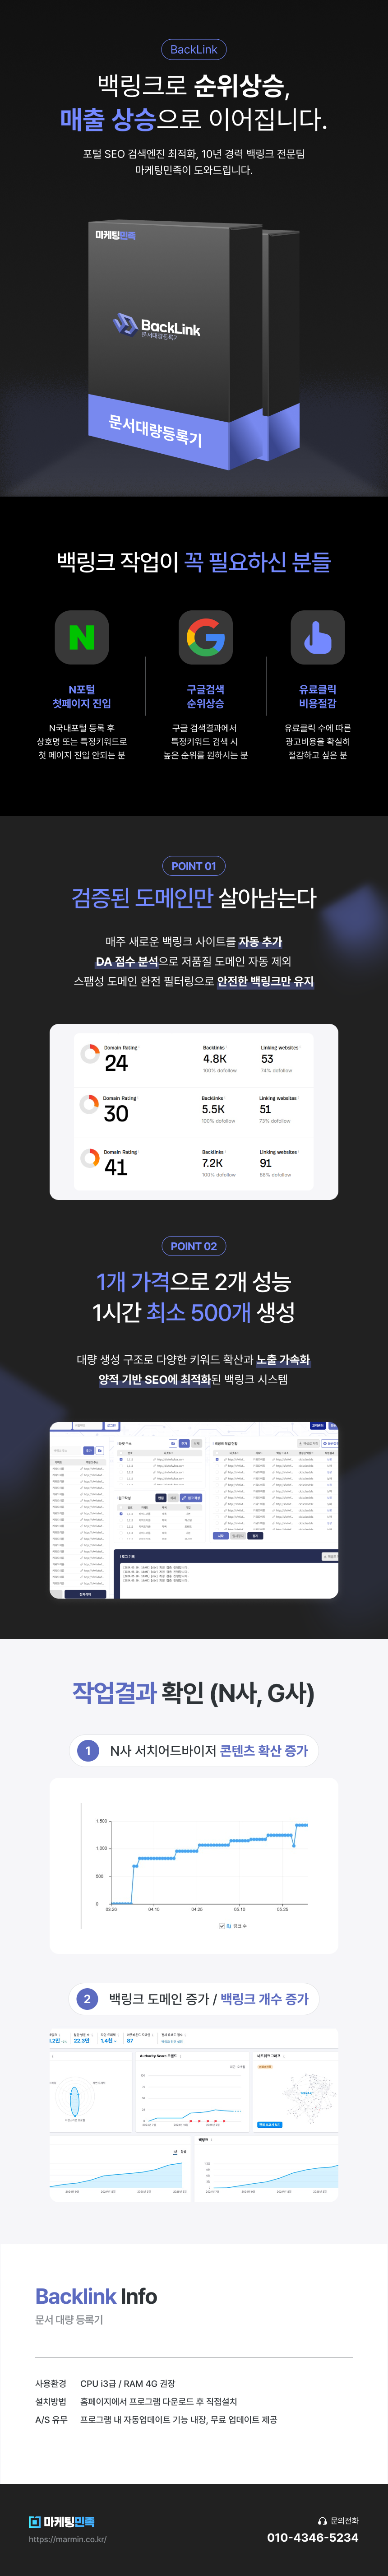 BackLink
백링크로 순위상승,
매출 상승으로 이어집니다.
포털 SEO 검색엔진 최적화, 10년 경력 백링크 전문팀
마케팅민족이 도와드립니다.
마케팅민족
BackLink
문서대량등록기
문서대량등록기
백링크 작업이 꼭 필요하신 분들
N포털
첫페이지 진입
N국내포털 등록 후
상호명 또는 특정키워드로
첫 페이지 진입 안되는 분
구글검색
순위상승
구글 검색결과에서
특정키워드 검색 시
높은 순위를 원하시는 분
유료클릭
비용절감
유료클릭 수에 따른
광고비용을 확실히
절감하고 싶은 분
POINT 01
검증된 도메인만 살아남는다
매주 새로운 백링크 사이트를 자동 추가
DA 점수 분석으로 저품질 도메인 자동 제외
스팸성 도메인 완전 필터링으로 안전한 백링크만 유지
Domain Rating Backlinks Linking websites
24 4.8K 53
100% dofollow 74% dofollow
Domain Rating Backlinks Linking websites
30 5.5K 51
100% dofollow 73% dofollow
Domain Rating Backlinks Linking websites
41 7.2K 91
100% dofollow 88% dofollow
POINT 02
1개 가격으로 2개 성능
1시간 최소 500개 생성
대량 생성 구조로 다양한 키워드 확산과 노출 가속화
양적 기반 SEO에 최적화된 백링크 시스템
작업결과 확인 (N사, G사)
1 N사 서치어드바이저 콘텐츠 확산 증가
1,500
1,000
500
0
03.26 04.10 04.25 05.10 05.25
링크 수
2 백링크 도메인 증가 / 백링크 개수 증가
22.3만 1.4천 87
Authority Score 트렌드
네트워크 그래프
백링크
Backlink Info
문서 대량 등록기
사용환경 CPU i3급 / RAM 4G 권장
설치방법 홈페이지에서 프로그램 다운로드 후 직접설치
A/S 유무 프로그램 내 자동업데이트 기능 내장, 무료 업데이트 제공
마케팅민족
https://marmin.co.kr/
문의전화
010-4346-5234